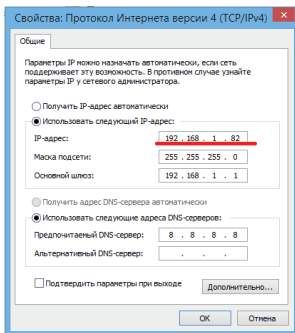 Свойства: Протокол Интернета версии 4 (TCP/IPv4)
Общие
Параметры IP можно назначать автоматически, если сеть
поддерживает эту возможность. В противном случае узнайте
параметры IP у сетевого администратора.
Получить IP-адрес автоматически
Использовать следующий IP-адрес:
IP-адрес: 192 . 168 . 1 . 82
Маска подсети: 255 . 255 . 255 . 0
Основной шлюз: 192 . 168 . 1 . 1
Получить адрес DNS-сервера автоматически
Использовать следующие адреса DNS-серверов:
Предпочитаемый DNS-сервер: 8 . 8 . 8 . 8
Альтернативный DNS-сервер: . . .
Подтвердить параметры при выходе
Дополнительно...
OK Отмена